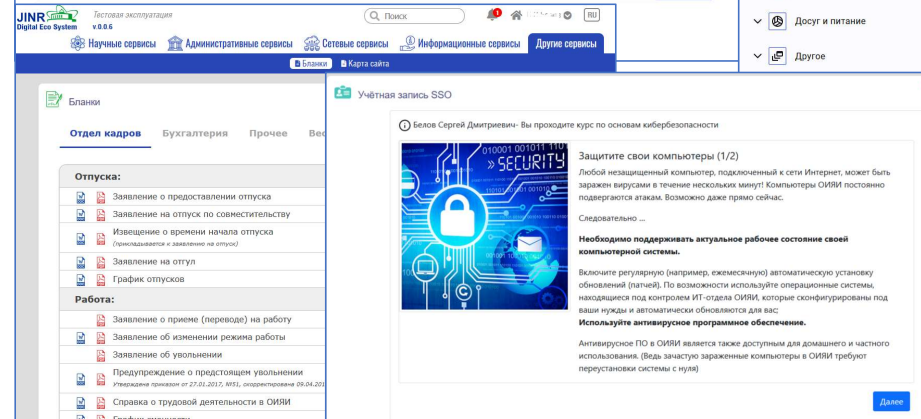 JINR
Digital Eco System
Тестовая эксплуатация
v.0.0.6
Поиск
RU
Научные сервисы
Административные сервисы
Сетевые сервисы
Информационные сервисы
Другие сервисы
Бланки
Карта сайта
Досуг и питание
Другое
Бланки
Отдел кадров Бухгалтерия Прочее Вес
Отпуска:
Заявление о предоставлении отпуска
Заявление на отпуск по совместительству
Извещение о времени начала отпуска
(прикладывается к заявлению на отпуск)
Заявление на отгул
График отпусков
Работа:
Заявление о приеме (переводе) на работу
Заявление об изменении режима работы
Заявление об увольнении
Предупреждение о предстоящем увольнении
Утверждена приказом от 27.01.2017, №51, скорректирована 09.04.201
Справка о трудовой деятельности в ОИЯИ
Учётная запись SSO
Белов Сергей Дмитриевич- Вы проходите курс по основам кибербезопасности
» SECURITY
Защитите свои компьютеры (1/2)
Любой незащищенный компьютер, подключенный к сети Интернет, может быть
заражен вирусами в течение нескольких минут! Компьютеры ОИЯИ постоянно
подвергаются атакам. Возможно даже прямо сейчас.
Следовательно ...
Необходимо поддерживать актуальное рабочее состояние своей
компьютерной системы.
Включите регулярную (например, ежемесячную) автоматическую установку
обновлений (патчей). По возможности используйте операционные системы,
находящиеся под контролем ИТ-отдела ОИЯИ, которые сконфигурированы под
ваши нужды и автоматически обновляются для вас;
Используйте антивирусное программное обеспечение.
Антивирусное ПО в ОИЯИ является также доступным для домашнего и частного
использования. (Ведь зачастую зараженные компьютеры в ОИЯИ требуют
переустановки системы с нуля)
Далее